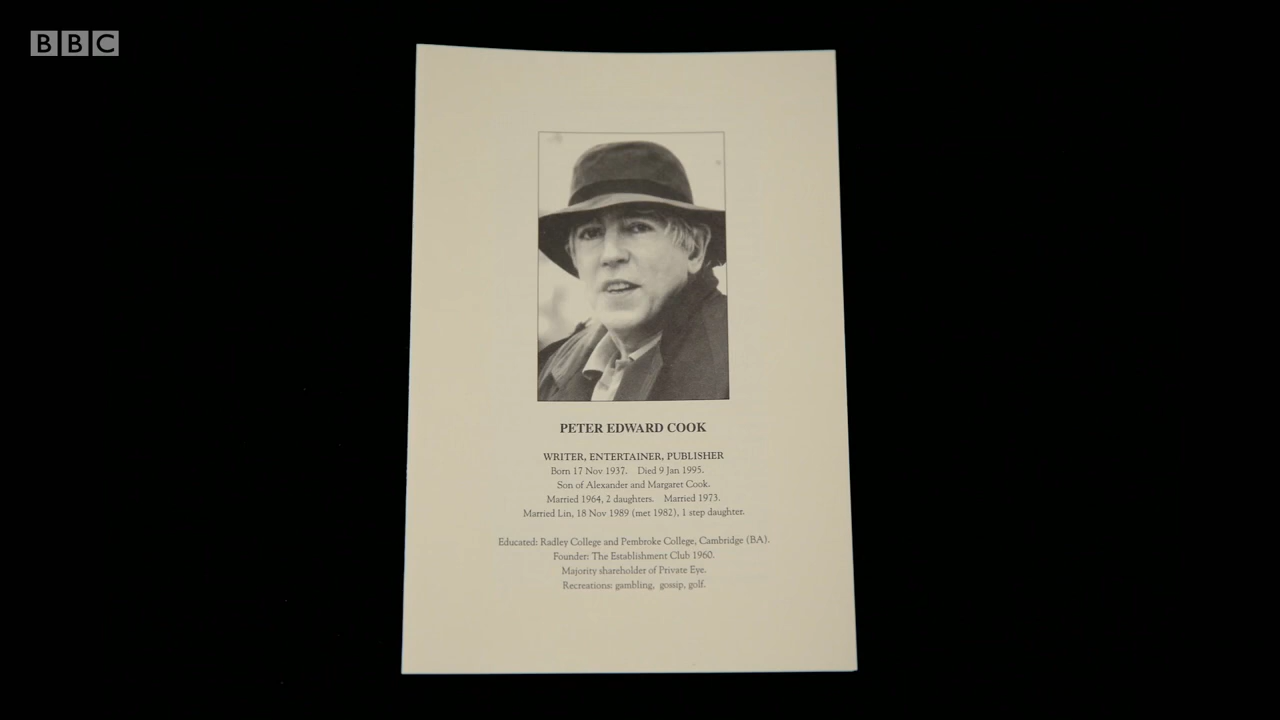 BBC
PETER EDWARD COOK
WRITER, ENTERTAINER, PUBLISHER
Born 17 Nov 1937. Died 9 Jan 1995.
Son of Alexander and Margaret Cook.
Married 1964, 2 daughters. Married 1973.
Married Lin, 18 Nov 1989 (met 1982), 1 step daughter.
Educated: Radley College and Pembroke College, Cambridge (BA).
Founder: The Establishment Club 1960.
Majority shareholder of Private Eye.
Recreations: gambling, gossip, golf.